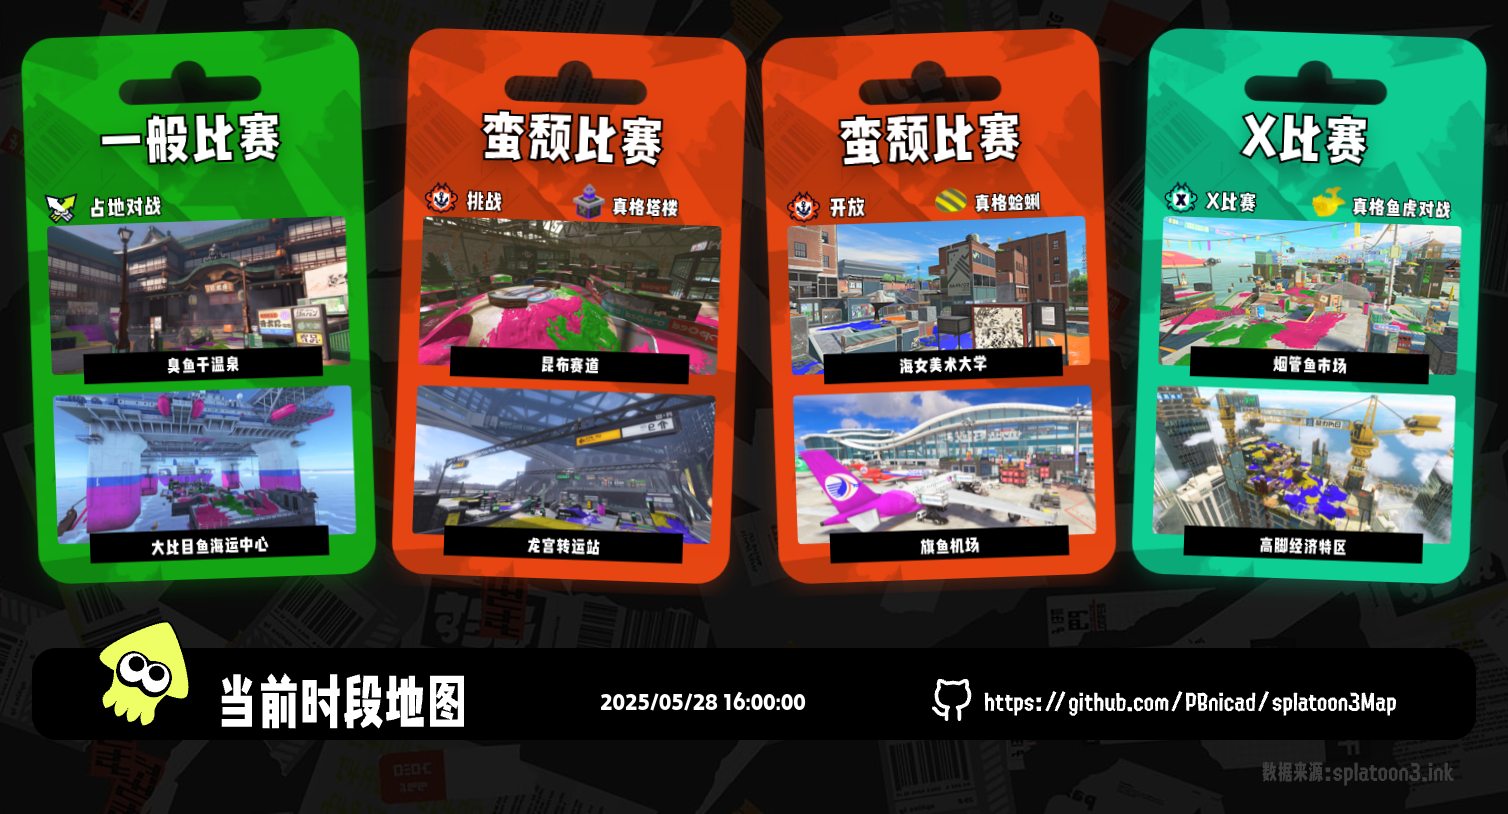 一般比赛
占地对战
臭鱼干温泉
大比目鱼海运中心
蛮颓比赛
挑战
真格塔楼
昆布赛道
龙宫转运站
蛮颓比赛
开放
真格蛤蜊
海女美术大学
旗鱼机场
X比赛
X比赛
真格鱼虎对战
烟管鱼市场
高脚经济特区
当前时段地图
2025/05/28 16:00:00
https://github.com/PBnicad/splatoon3Map
数据来源:splatoon3.ink